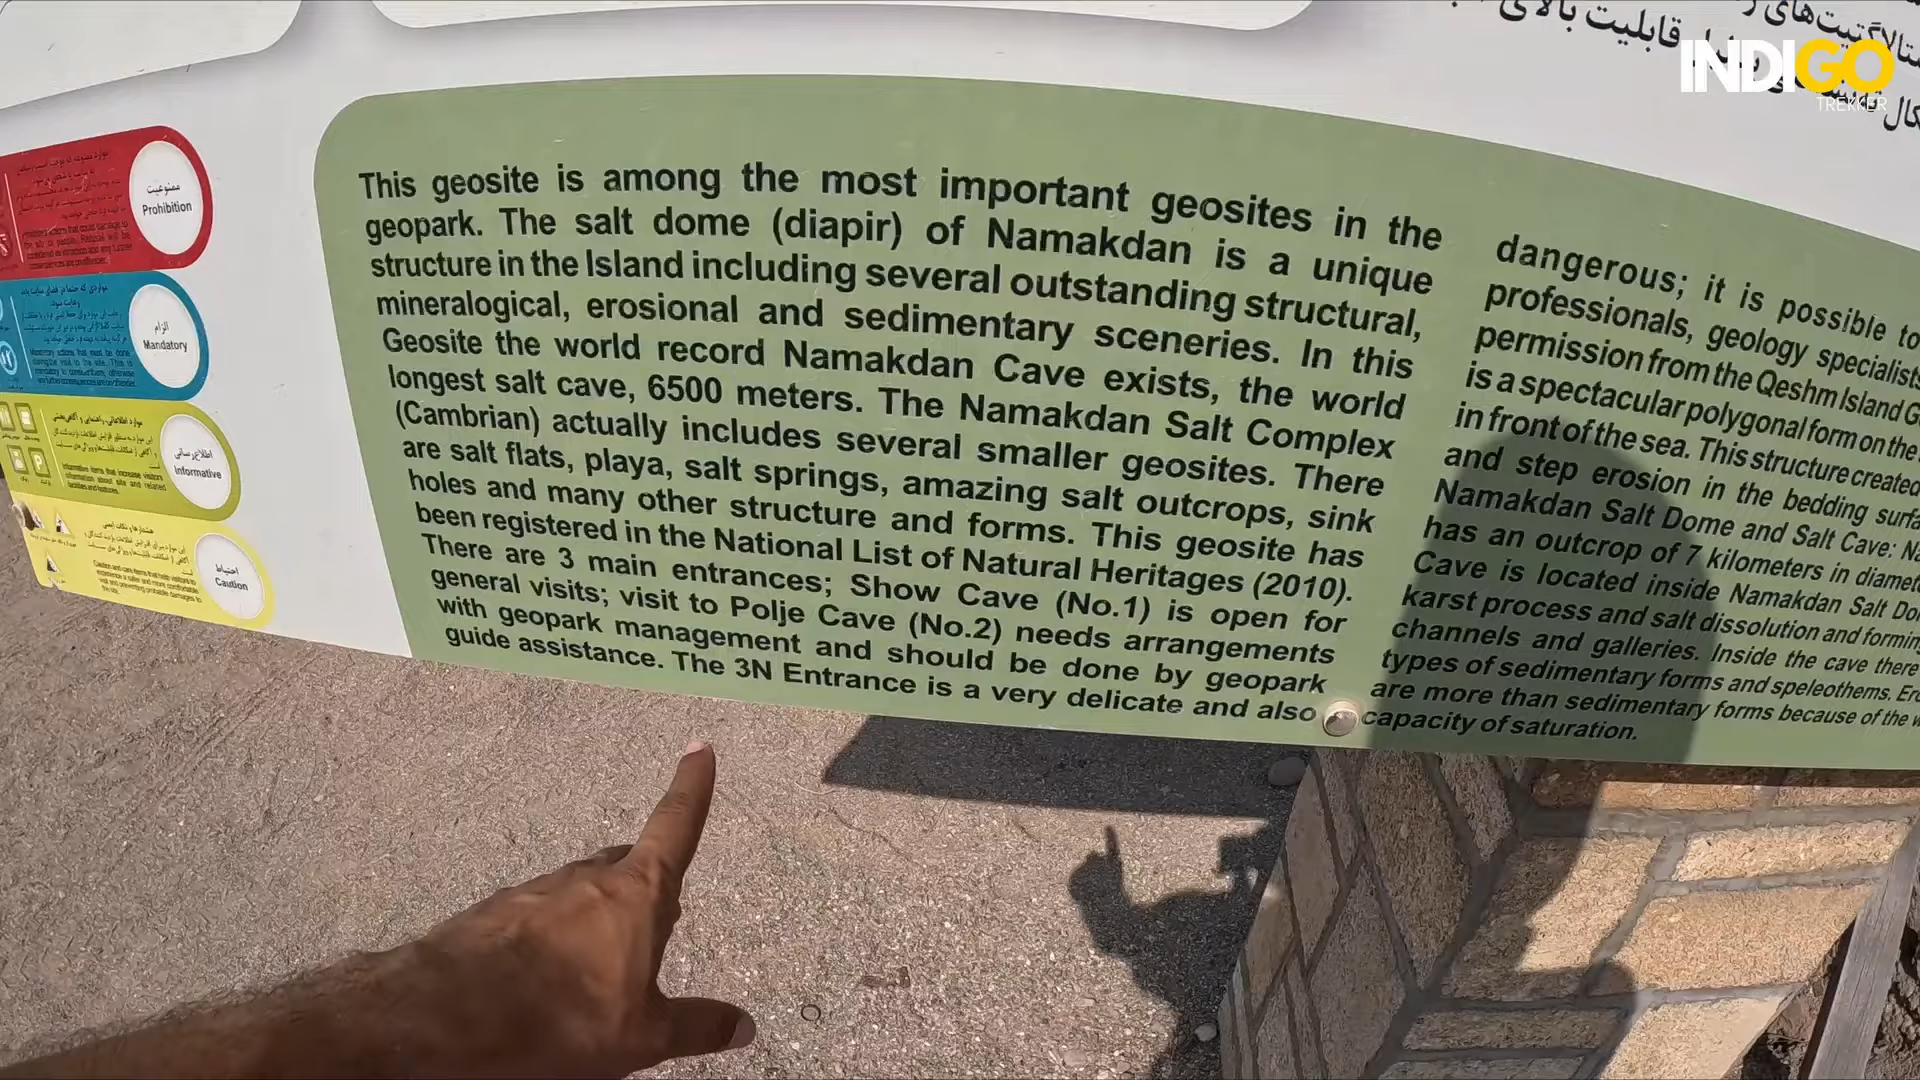 قابلیت بالای
INDIGO
TREKKER
ممنوعیت
Prohibition
الزام
Mandatory
اطلاع‌رسانی
Informative
احتیاط
Caution
This geosite is among the most important geosites in the
geopark. The salt dome (diapir) of Namakdan is a unique
structure in the Island including several outstanding structural,
mineralogical, erosional and sedimentary sceneries. In this
Geosite the world record Namakdan Cave exists, the world
longest salt cave, 6500 meters. The Namakdan Salt Complex
(Cambrian) actually includes several smaller geosites. There
are salt flats, playa, salt springs, amazing salt outcrops, sink
holes and many other structure and forms. This geosite has
been registered in the National List of Natural Heritages (2010).
There are 3 main entrances; Show Cave (No.1) is open for
general visits; visit to Polje Cave (No.2) needs arrangements
with geopark management and should be done by geopark
guide assistance. The 3N Entrance is a very delicate and also
dangerous; it is possible to
professionals, geology specialists
permission from the Qeshm Island G
is a spectacular polygonal form on the
in front of the sea. This structure created
and step erosion in the bedding surfa
Namakdan Salt Dome and Salt Cave: Na
has an outcrop of 7 kilometers in diamete
Cave is located inside Namakdan Salt Do
karst process and salt dissolution and forming
channels and galleries. Inside the cave there
types of sedimentary forms and speleothems. Ero
are more than sedimentary forms because of the w
capacity of saturation.